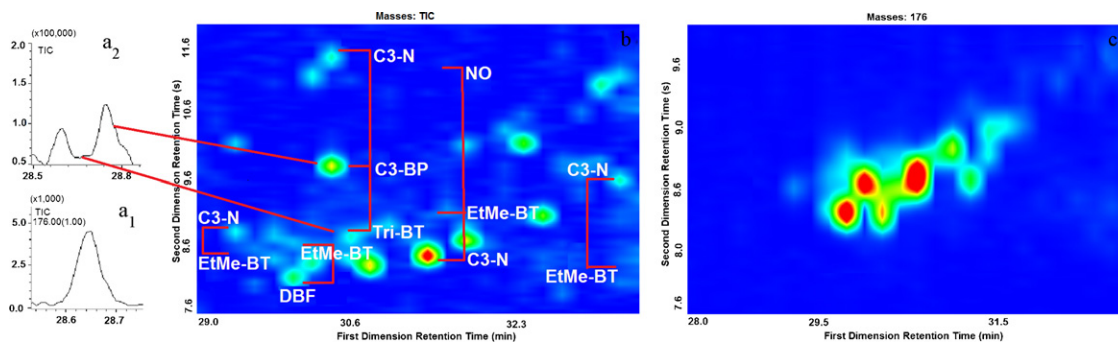 (x100,000)
TIC
a2
2.0
1.5
1.0
0.5
28.5
28.8
(x1,000)
TIC
176.00(1.00)
a1
5.0
2.5
0.0
28.6
28.7
Masses: TIC
b
Second Dimension Retention Time (s)
11.6
10.6
9.6
8.6
7.6
C3-N
NO
C3-BP
C3-N
C3-N
EtMe-BT
Tri-BT
EtMe-BT
EtMe-BT
C3-N
EtMe-BT
DBF
29.0
30.6
32.3
First Dimension Retention Time (min)
Masses: 176
c
Second Dimension Retention Time (s)
9.6
9.0
8.6
8.0
7.6
28.0
29.5
31.5
First Dimension Retention Time (min)